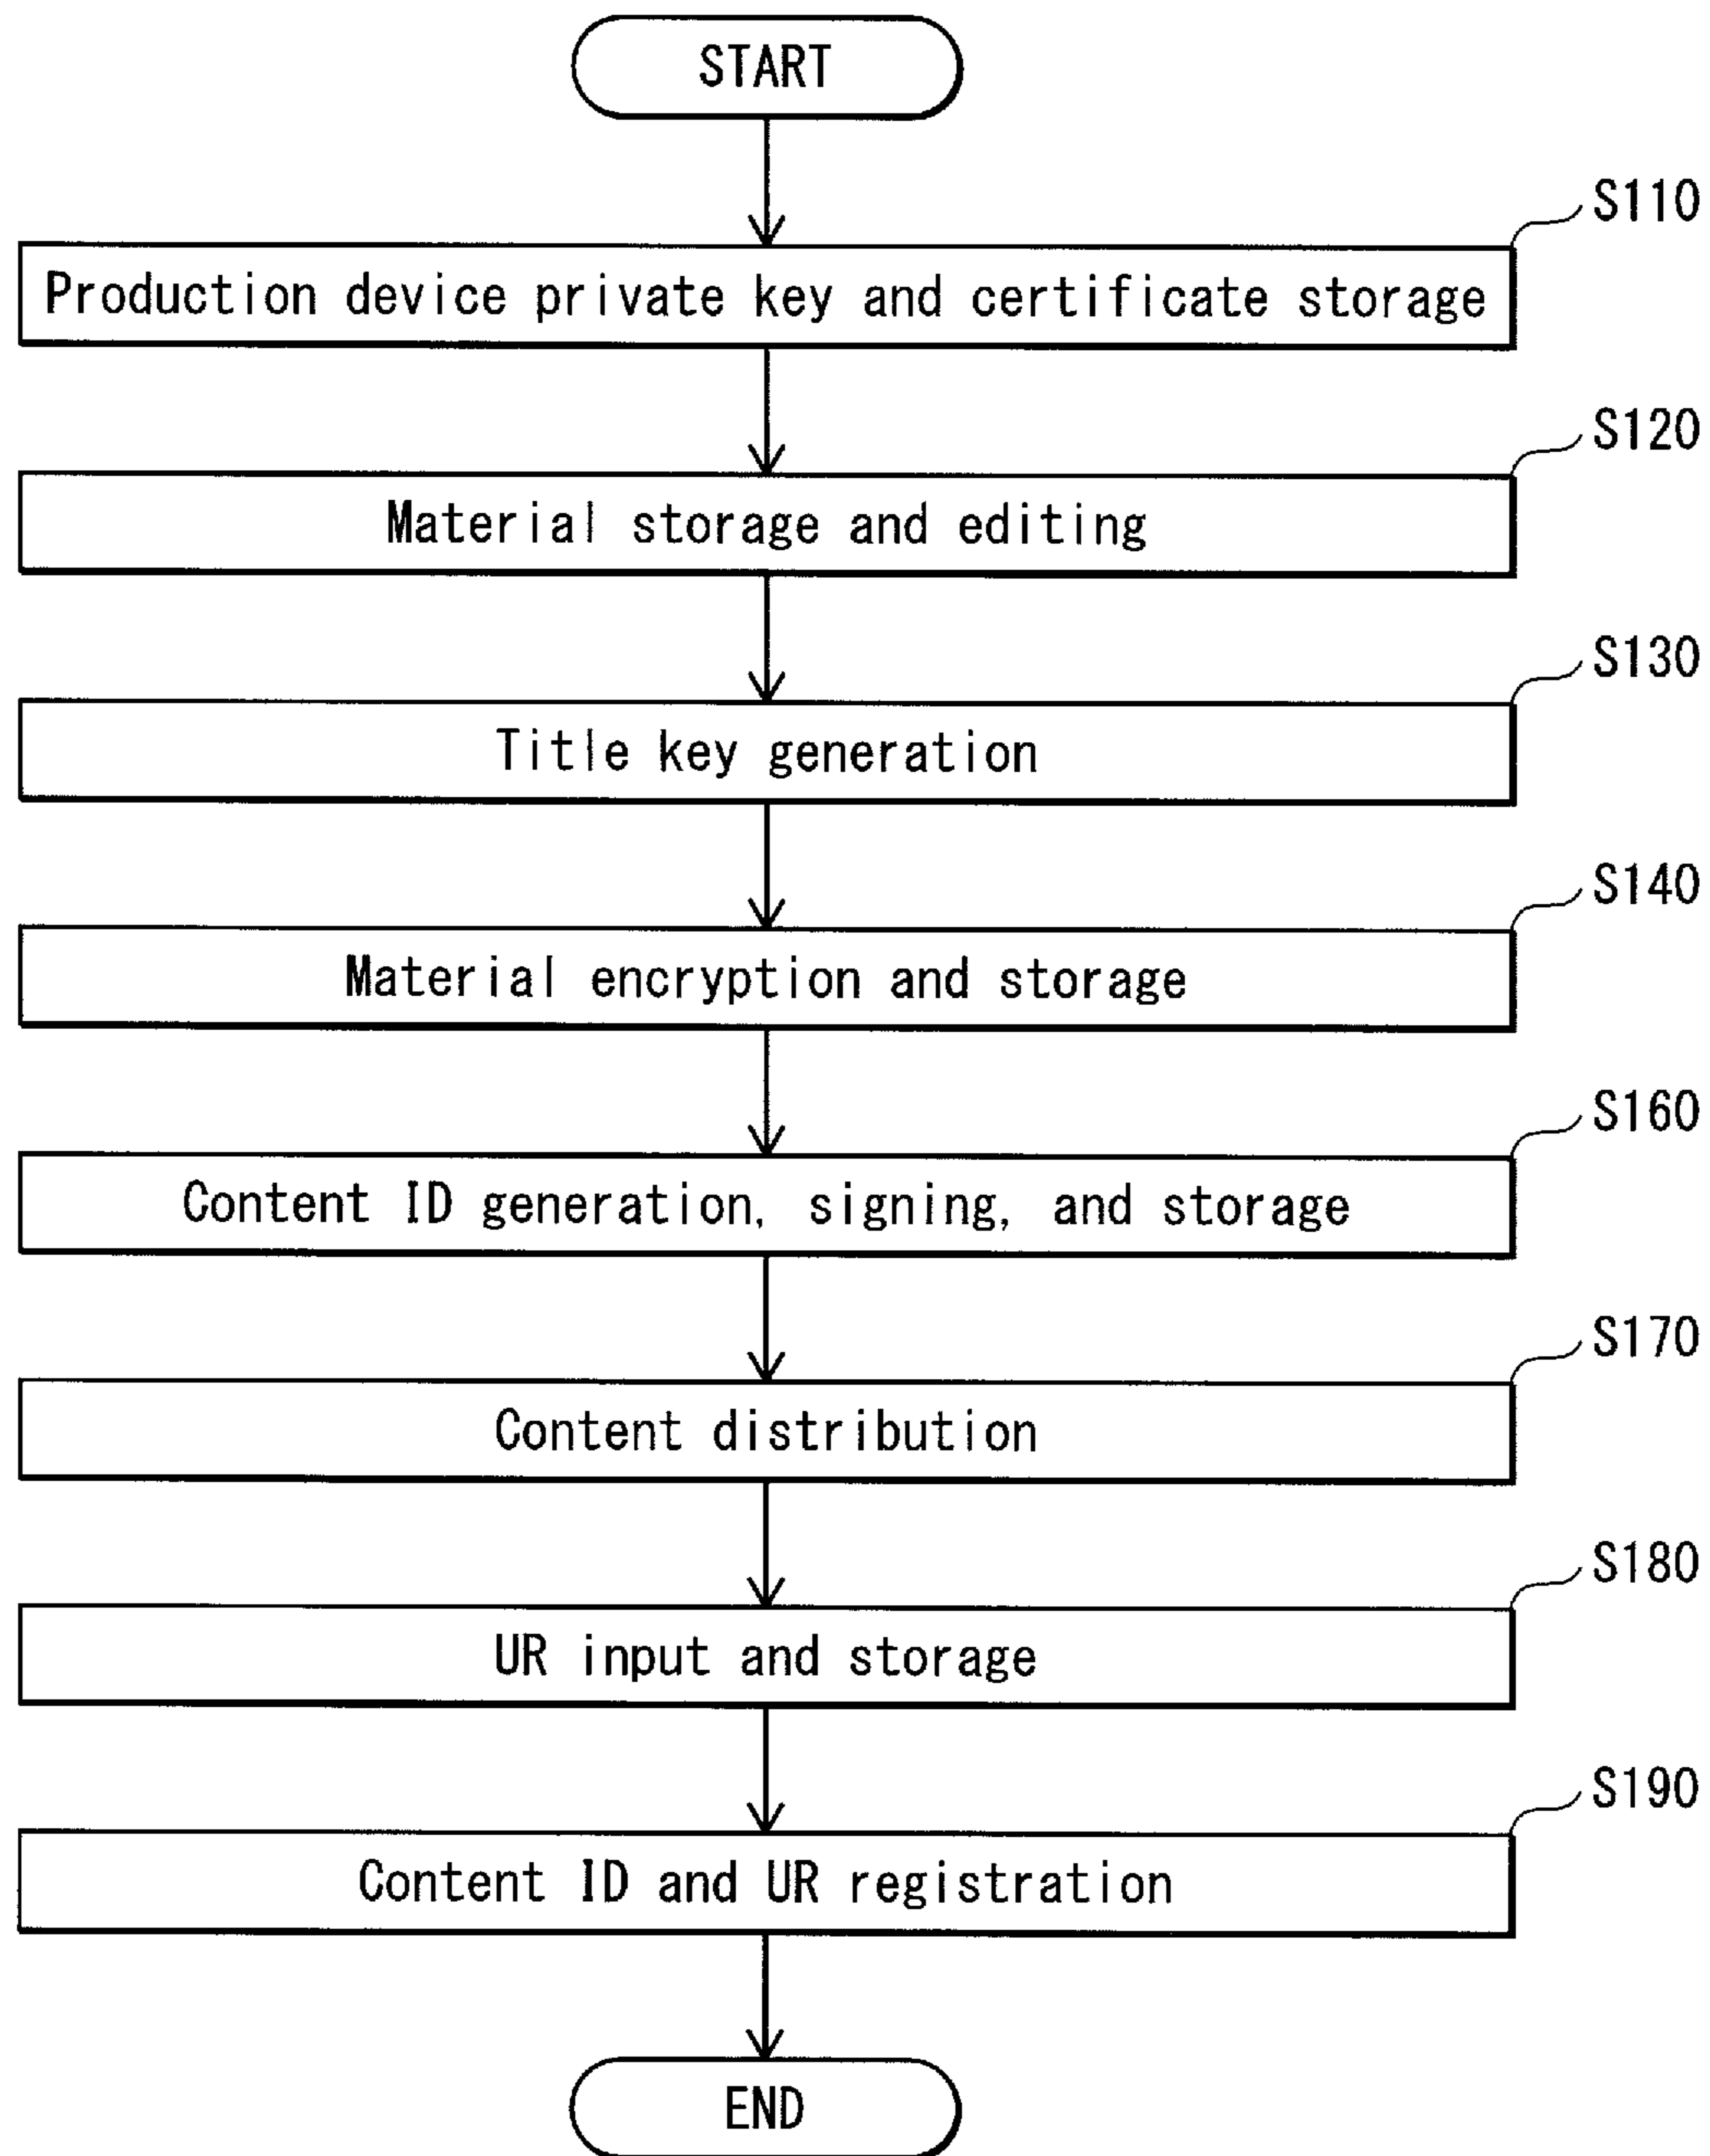 START
S110
Production device private key and certificate storage
S120
Material storage and editing
S130
Title key generation
S140
Material encryption and storage
S160
Content ID generation, signing, and storage
S170
Content distribution
S180
UR input and storage
S190
Content ID and UR registration
END